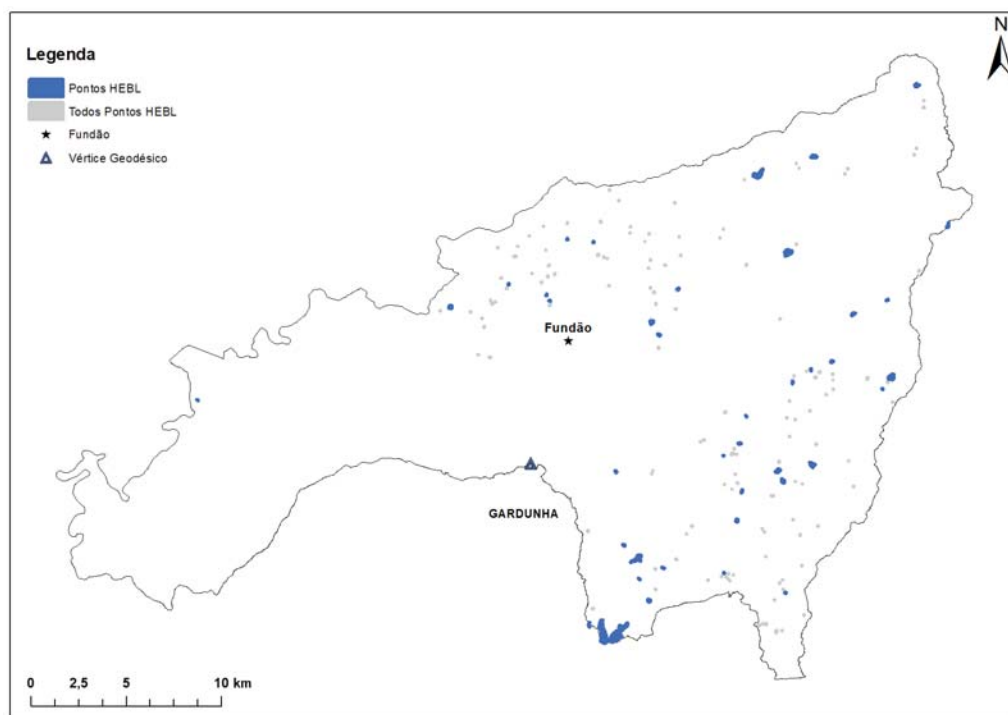 N
Legenda
Pontos HEBL
Todos Pontos HEBL
Fundão
Vértice Geodésico
Fundão
GARDUNHA
0 2,5 5 10 km